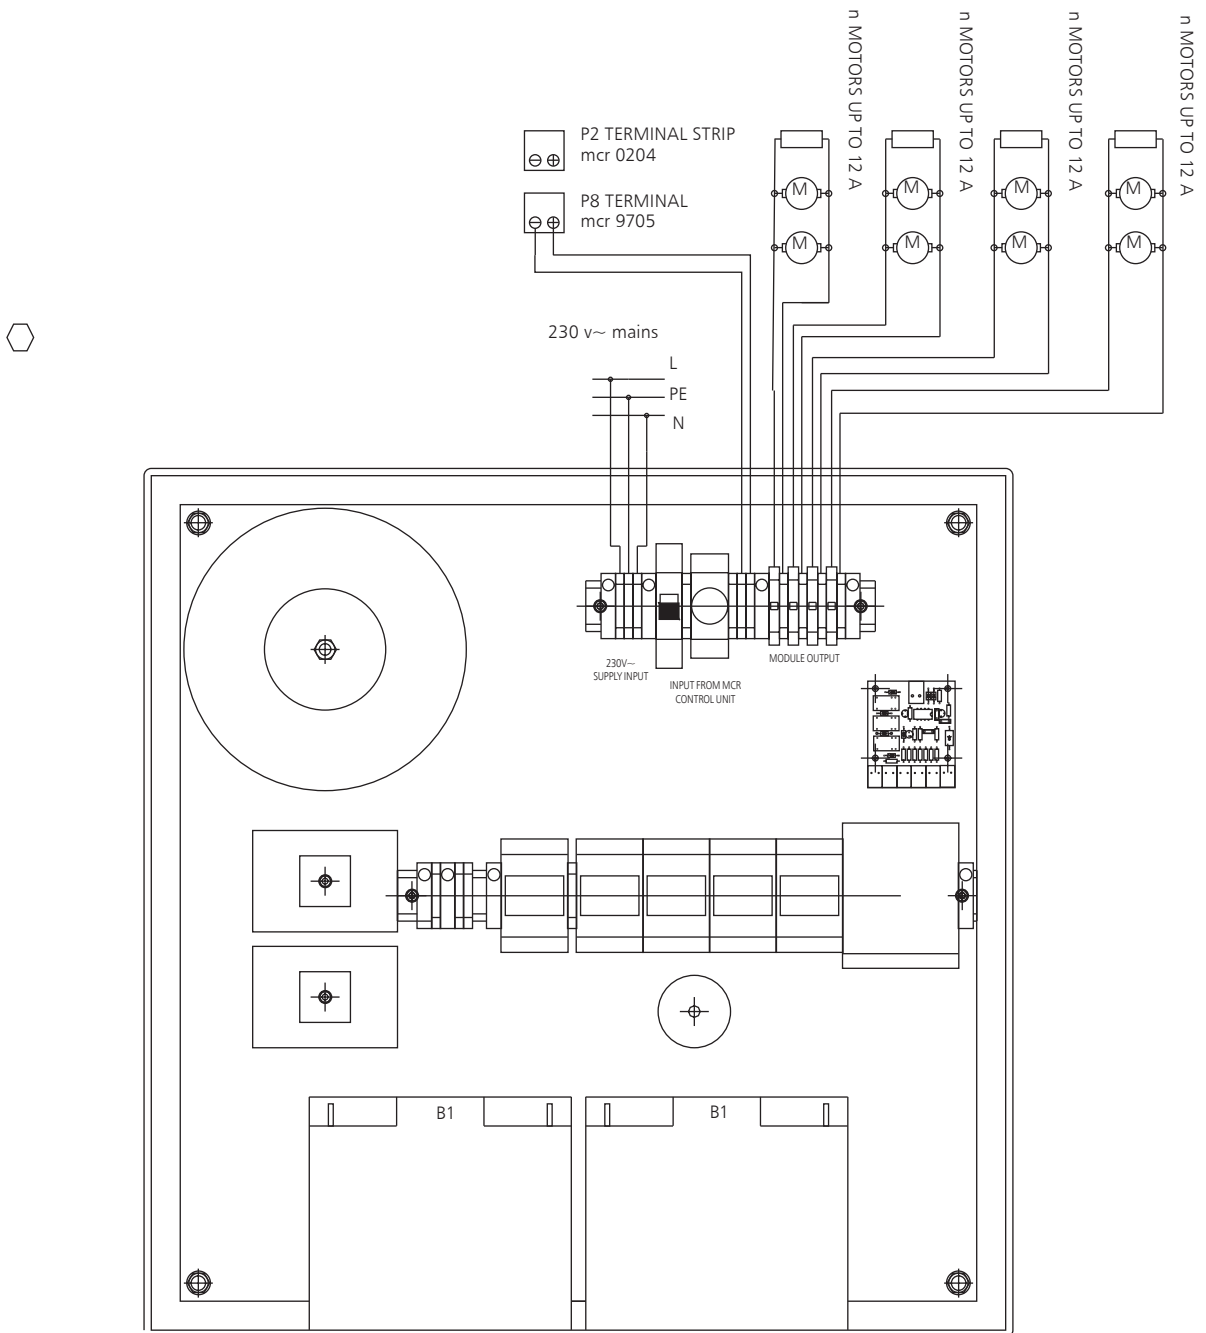 n MOTORS UP TO 12 A
n MOTORS UP TO 12 A
n MOTORS UP TO 12 A
n MOTORS UP TO 12 A
P2 TERMINAL STRIP
mcr 0204
P8 TERMINAL
mcr 9705
M
M
M
M
M
M
M
M
230 v~ mains
L
PE
N
230V~
SUPPLY INPUT
INPUT FROM MCR
CONTROL UNIT
MODULE OUTPUT
B1
B1